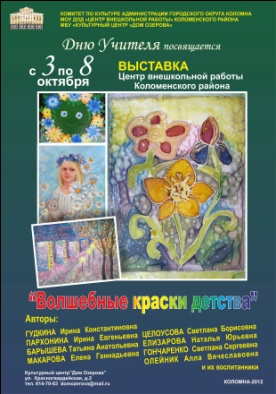 КОМИТЕТ ПО КУЛЬТУРЕ АДМИНИСТРАЦИИ ГОРОДСКОГО ОКРУГА КОЛОМНА
МОУ ДОД «ЦЕНТР ВНЕШКОЛЬНОЙ РАБОТЫ» КОЛОМЕНСКОГО РАЙОНА
МБУ «КУЛЬТУРНЫЙ ЦЕНТР «ДОМ ОЗЕРОВА»
Дню Учителя посвящается
с 3 по 8
октября
ВЫСТАВКА
Центр внешкольной работы
Коломенского района
"Волшебные краски детства"
Авторы:
ГУДКИНА Ирина Константиновна
ПАРХОНИНА Ирина Евгеньевна
БАРЫШЕВА Татьяна Анатольевна
МАКАРОВА Елена Геннадьевна
ЦЕЛОУСОВА Светлана Борисовна
ЕЛИЗАРОВА Наталья Юрьевна
ГОНЧАРЕНКО Светлана Сергеевна
ОЛЕЙНИК Алла Вячеславовна
и их воспитанники
Культурный центр "Дом Озерова"
ул. Красногвардейская, д.2
тел. 614-70-83 domozerova@mail.ru
КОЛОМНА-2012